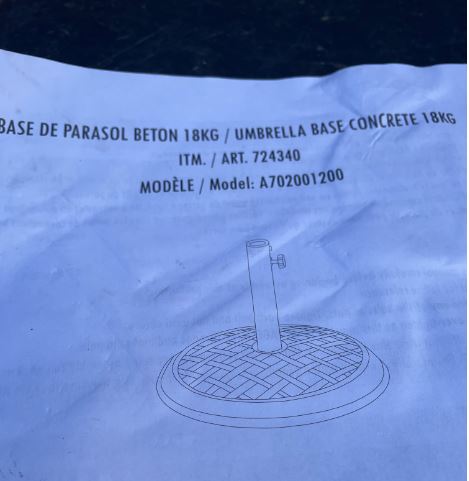 BASE DE PARASOL BETON 18KG / UMBRELLA BASE CONCRETE 18KG
ITM. / ART. 724340
MODÈLE / Model: A702001200